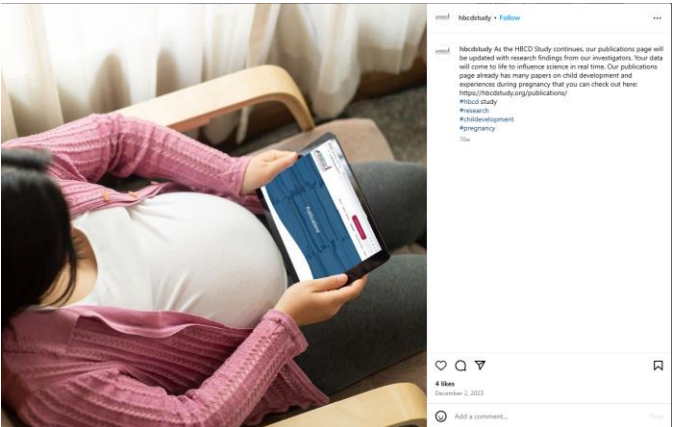 hbcdstudy • Follow
hbcdstudy As the HBCD Study continues, our publications page will
be updated with research findings from our investigators. Your data
will come to life to influence science in real time. Our publications
page already has many papers on child development and
experiences during pregnancy that you can check out here:
https://hbcdstudy.org/publications/
#hbcd study
#research
#childdevelopment
#pregnancy
70w
Publications
4 likes
December 2, 2023
Add a comment...
Post